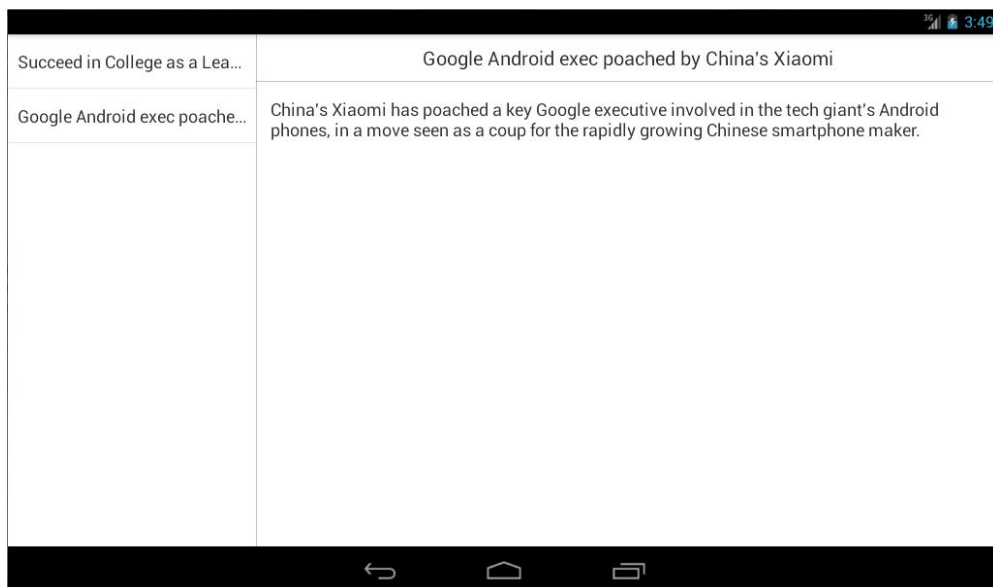 3G 3:49
Succeed in College as a Lea...
Google Android exec poache...
Google Android exec poached by China's Xiaomi
China's Xiaomi has poached a key Google executive involved in the tech giant's Android
phones, in a move seen as a coup for the rapidly growing Chinese smartphone maker.